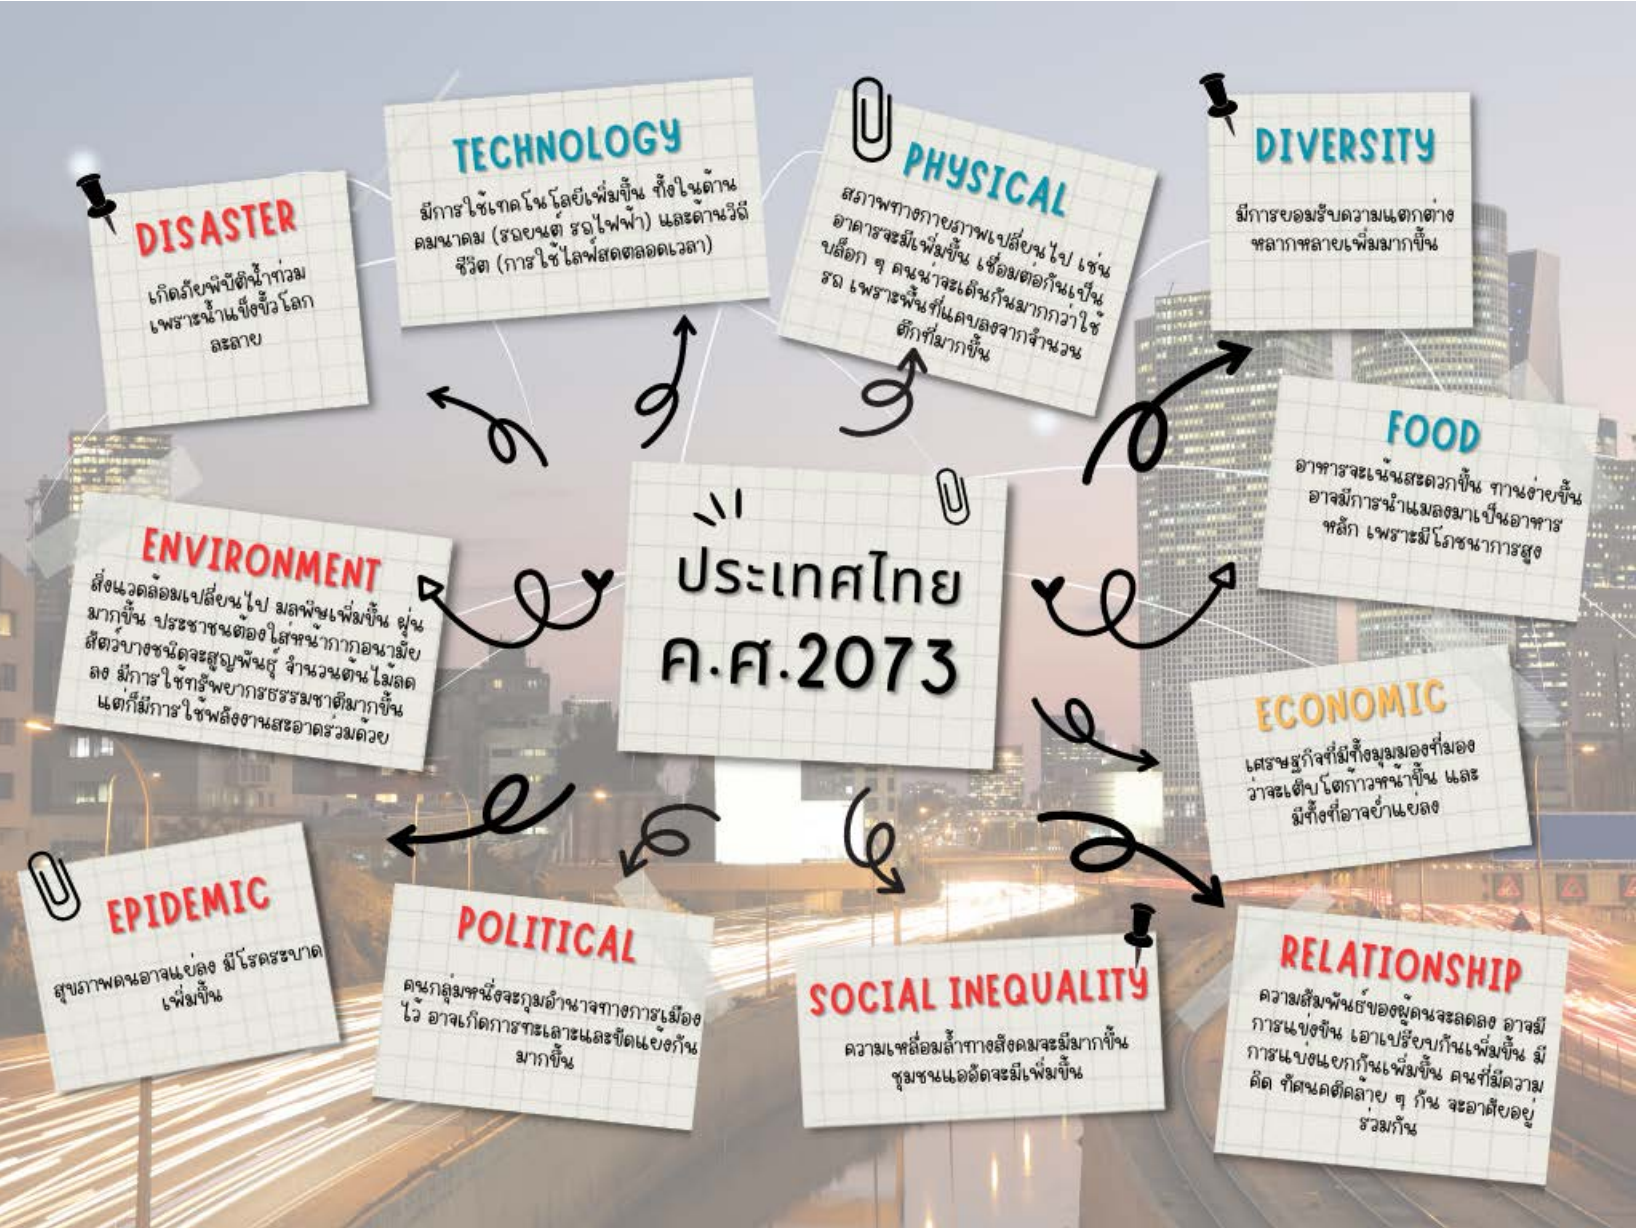 TECHNOLOGY
มีการใช้เทคโนโลยีเพิ่มขึ้น ทั้งในด้าน
คมนาคม (รถยนต์ รถไฟฟ้า) และด้านวิถี
ชีวิต (การใช้ไลฟ์สดตลอดเวลา)
PHYSICAL
สภาพทางกายภาพเปลี่ยนไป เช่น
อาคารจะมีเพิ่มขึ้น เชื่อมต่อกันเป็น
บล็อก ๆ คนน่าจะเดินกันมากกว่าใช้
รถ เพราะพื้นที่แคบลงจากจำนวน
ตึกที่มากขึ้น
DIVERSITY
มีการยอมรับความแตกต่าง
หลากหลายเพิ่มมากขึ้น
DISASTER
เกิดภัยพิบัติน้ำท่วม
เพราะน้ำแข็งขั้วโลก
ละลาย
FOOD
อาหารจะเน้นสะดวกขึ้น ทานง่ายขึ้น
อาจมีการนำแมลงมาเป็นอาหาร
หลัก เพราะมีโภชนาการสูง
ENVIRONMENT
สิ่งแวดล้อมเปลี่ยนไป มลพิษเพิ่มขึ้น ฝุ่น
มากขึ้น ประชาชนต้องใส่หน้ากากอนามัย
สัตว์บางชนิดจะสูญพันธุ์ จำนวนต้นไม้ลด
ลง มีการใช้ทรัพยากรธรรมชาติมากขึ้น
แต่ก็มีการใช้พลังงานสะอาดร่วมด้วย
ประเทศไทย
ค.ศ.2073
ECONOMIC
เศรษฐกิจที่มีทั้งมุมมองที่มอง
ว่าจะเติบโตก้าวหน้าขึ้น และ
มีทั้งที่อาจย่ำแย่ลง
EPIDEMIC
สุขภาพคนอาจแย่ลง มีโรคระบาด
เพิ่มขึ้น
POLITICAL
คนกลุ่มหนึ่งจะกุมอำนาจทางการเมือง
ไว้ อาจเกิดการทะเลาะและขัดแย้งกัน
มากขึ้น
SOCIAL INEQUALITY
ความเหลื่อมล้ำทางสังคมจะมีมากขึ้น
ชุมชนแออัดจะมีเพิ่มขึ้น
RELATIONSHIP
ความสัมพันธ์ของผู้คนจะลดลง อาจมี
การแข่งขัน เอาเปรียบกันเพิ่มขึ้น มี
การแบ่งแยกกันเพิ่มขึ้น คนที่มีความ
คิด ทัศนคติคล้าย ๆ กัน จะอาศัยอยู่
ร่วมกัน